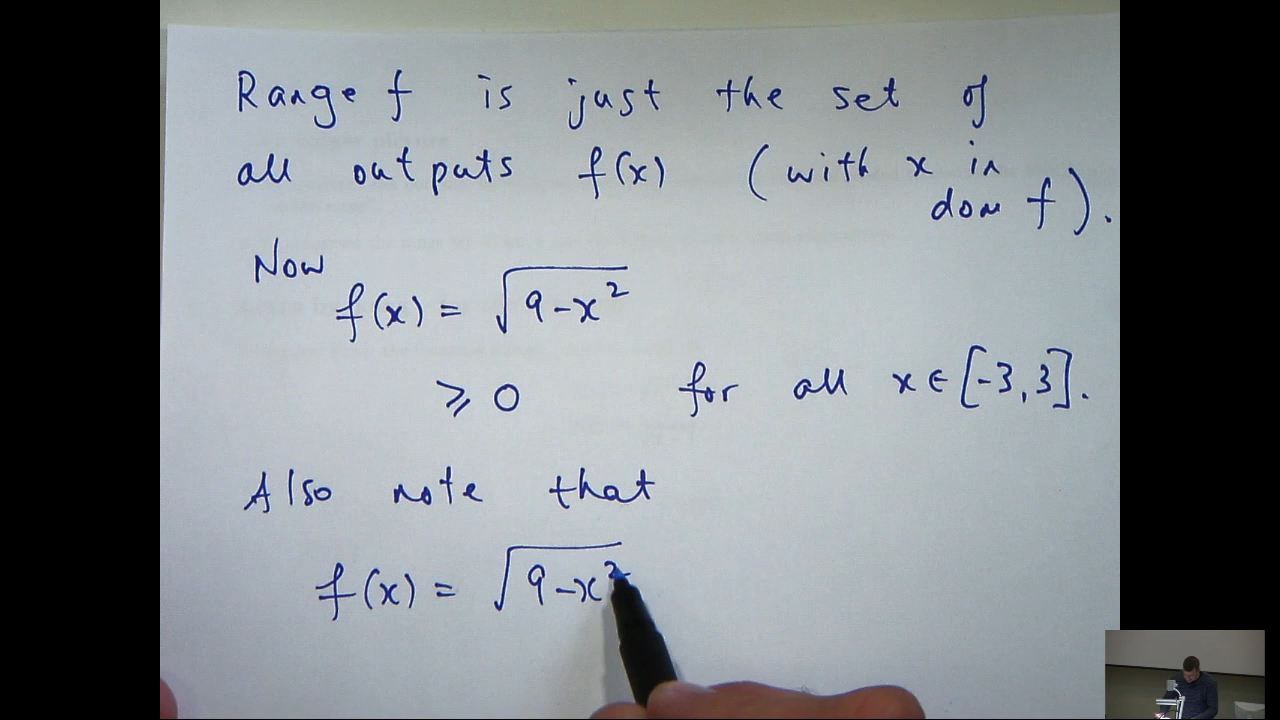 Range f is just the set of
all outputs f(x) (with x in
dom f).
Now
f(x) = √(9-x²)
⩾ 0 for all x ∈ [-3,3].
Also note that
f(x) = √(9-x²